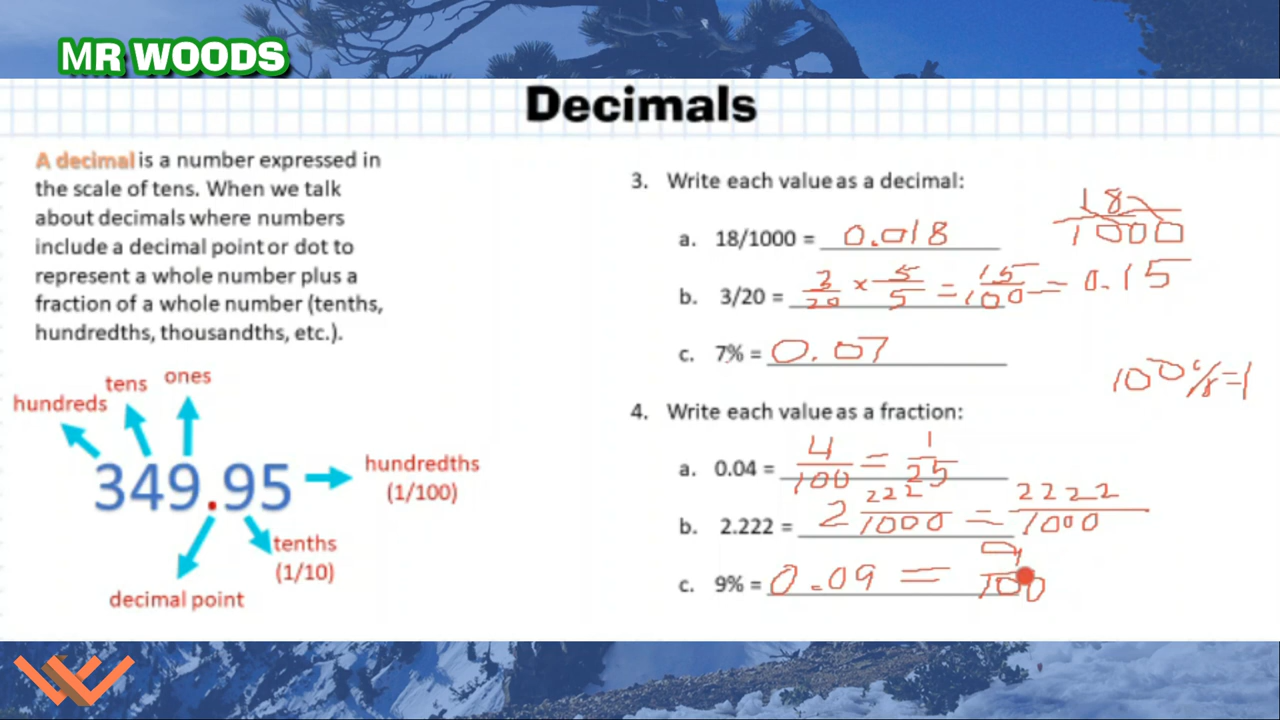 MR WOODS
Decimals
A decimal is a number expressed in
the scale of tens. When we talk
about decimals where numbers
include a decimal point or dot to
represent a whole number plus a
fraction of a whole number (tenths,
hundredths, thousandths, etc.).
hundreds tens ones
349.95
hundredths
(1/100)
tenths
(1/10)
decimal point
3. Write each value as a decimal:
a. 18/1000 = 0.018 18/1000
b. 3/20 = 3/20 × 5/5 = 15/100 = 0.15
c. 7% = 0.07
100% = 1
4. Write each value as a fraction:
a. 0.04 = 4/100 = 1/25
b. 2.222 = 2 222/1000 = 2222/1000
c. 9% = 0.09 = 9/100